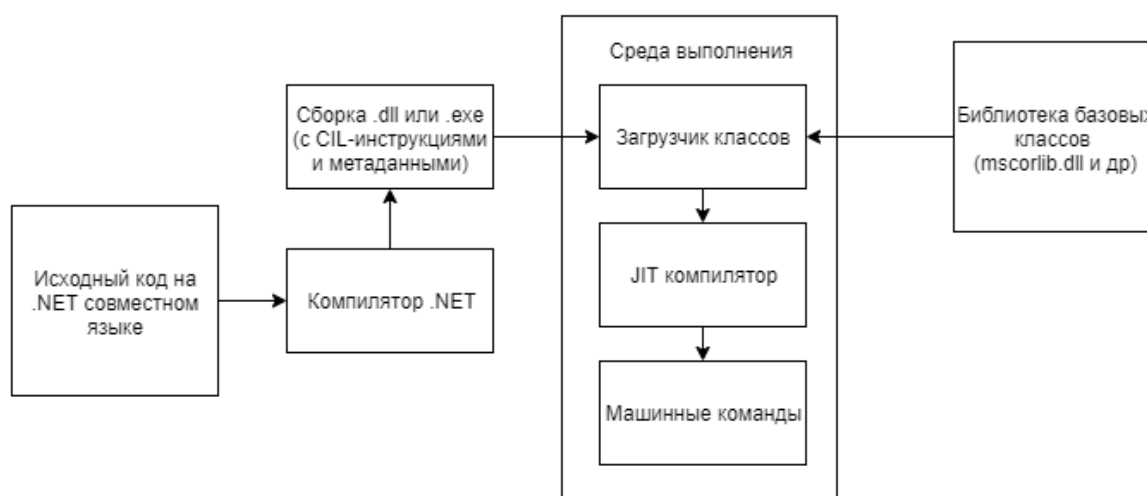 Исходный код на
.NET совместном
языке
Компилятор .NET
Сборка .dll или .exe
(с CIL-инструкциями
и метаданными)
Среда выполнения
Загрузчик классов
JIT компилятор
Машинные команды
Библиотека базовых
классов
(mscorlib.dll и др)